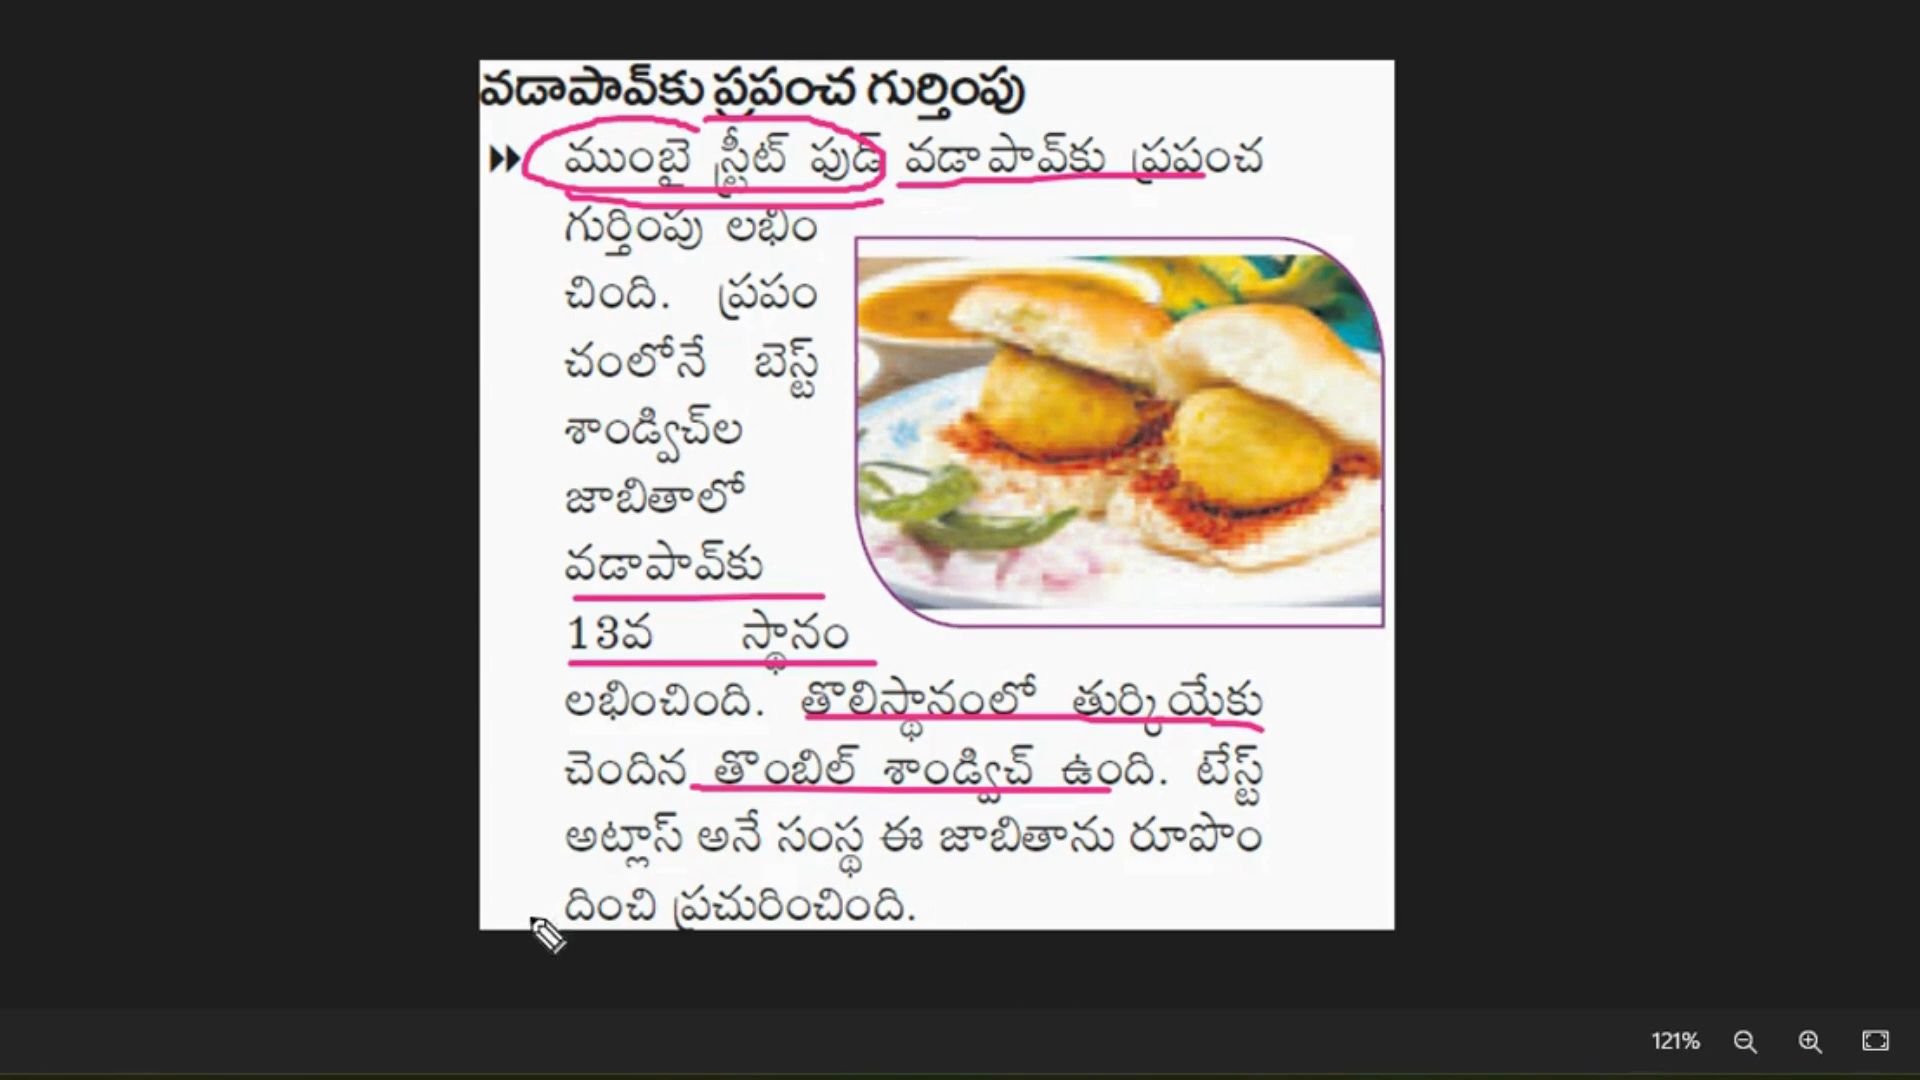 వడాపావ్‌కు ప్రపంచ గుర్తింపు
ముంబై స్ట్రీట్ ఫుడ్ వడాపావ్‌కు ప్రపంచ
గుర్తింపు లభిం
చింది. ప్రపం
చంలోనే బెస్ట్
శాండ్విచ్‌ల
జాబితాలో
వడాపావ్‌కు
13వ స్థానం
లభించింది. తొలిస్థానంలో తుర్కియేకు
చెందిన తొంబిల్ శాండ్విచ్ ఉంది. టేస్ట్
అట్లాస్ అనే సంస్థ ఈ జాబితాను రూపొం
దించి ప్రచురించింది.
121%